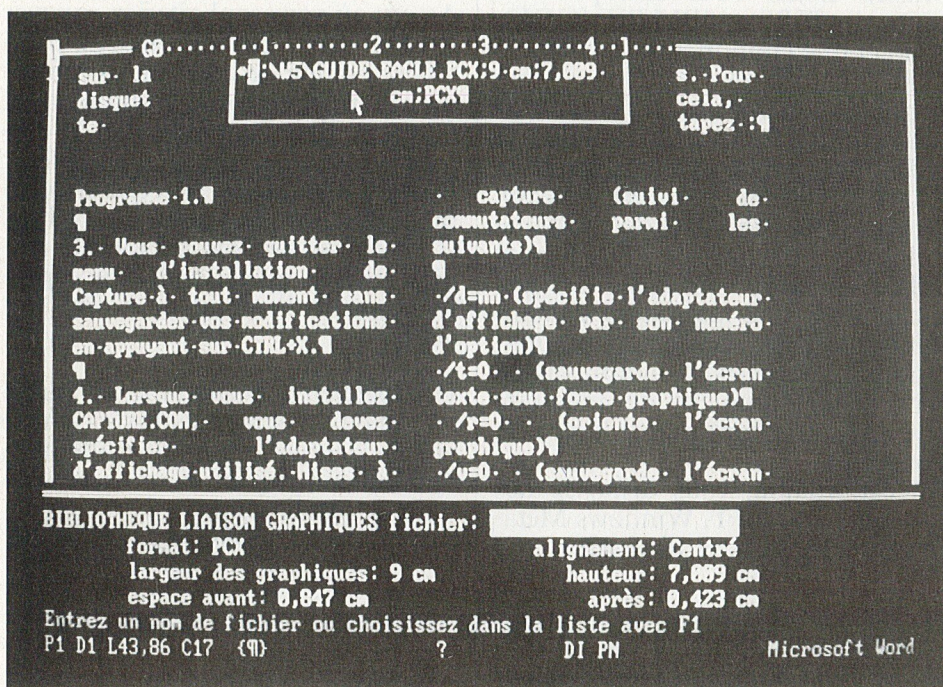 G0······[··1·········2·········3·········4··]····
sur· la
disquet
te·
:\W5\GUIDE\EAGLE.PCX;9·cm;7,009·
cm;PCX¶
s.·Pour·
cela,·
tapez·:¶
Programme·1.¶
¶
3.· Vous· pouvez· quitter· le·
menu· d'installation· de·
Capture·à· tout· moment· sans·
sauvegarder·vos·modifications·
en·appuyant·sur·CTRL+X.¶
¶
4.· Lorsque· vous· installez·
CAPTURE.COM,· vous· devez·
spécifier· l'adaptateur·
d'affichage·utilisé.·Mises· à·
· capture· (suivi· de·
commutateurs· parmi· les·
suivants)¶
¶
·/d=nn·(spécifie·l'adaptateur·
d'affichage· par· son· numéro·
d'option)¶
·/t=0· · (sauvegarde· l'écran·
texte·sous·forme·graphique)¶
· /r=0· · (oriente· l'écran·
graphique)¶
·/v=0· · (sauvegarde· l'écran·
BIBLIOTHEQUE LIAISON GRAPHIQUES fichier:
format: PCX alignement: Centré
largeur des graphiques: 9 cm hauteur: 7,009 cm
espace avant: 0,847 cm après: 0,423 cm
Entrez un nom de fichier ou choisissez dans la liste avec F1
P1 D1 L43,86 C17 {¶} ? DI PN Microsoft Word